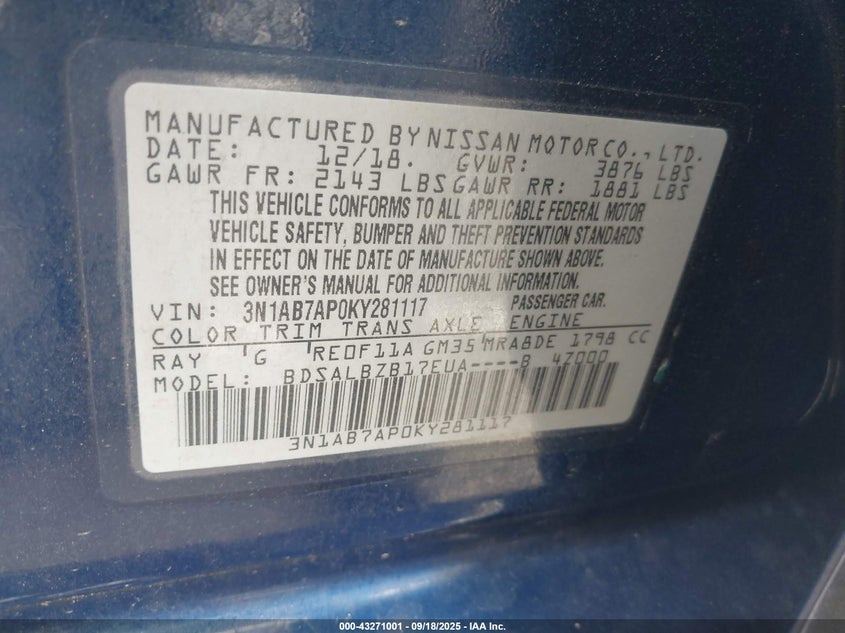 MANUFACTURED BY NISSAN MOTOR CO., LTD.
DATE: 12/18. GVWR: 3876 LBS
GAWR FR: 2143 LBS GAWR RR: 1881 LBS
THIS VEHICLE CONFORMS TO ALL APPLICABLE FEDERAL MOTOR
VEHICLE SAFETY, BUMPER AND THEFT PREVENTION STANDARDS
IN EFFECT ON THE DATE OF MANUFACTURE SHOWN ABOVE.
SEE OWNER'S MANUAL FOR ADDITIONAL INFORMATION.
VIN: 3N1AB7AP0KY281117 PASSENGER CAR.
COLOR TRIM TRANS AXLE ENGINE
RAY G RE0F11A GM35 MRA8DE 1798 CC
MODEL: BDSALBZB17EUA----B 4Z000
3N1AB7AP0KY281117
000-43271001 | 09/18/2025 | IAA Inc.